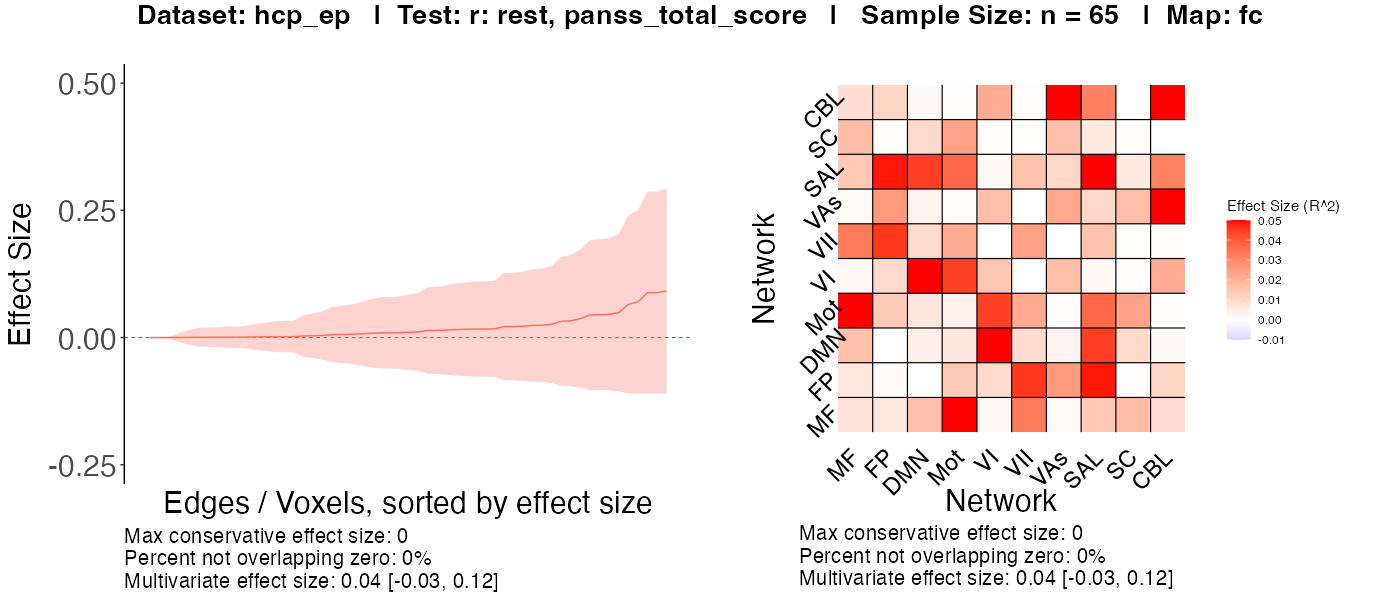 Dataset: hcp_ep | Test: r: rest, panss_total_score | Sample Size: n = 65 | Map: fc
Effect Size
0.50
0.25
0.00
-0.25
Edges / Voxels, sorted by effect size
Max conservative effect size: 0
Percent not overlapping zero: 0%
Multivariate effect size: 0.04 [-0.03, 0.12]
Network
CBL
SC
SAL
VAs
VII
VI
Mot
DMN
FP
MF
MF FP DMN Mot VI VII VAs SAL SC CBL
Network
Max conservative effect size: 0
Percent not overlapping zero: 0%
Multivariate effect size: 0.04 [-0.03, 0.12]
Effect Size (R^2)
0.05
0.04
0.03
0.02
0.01
0.00
-0.01